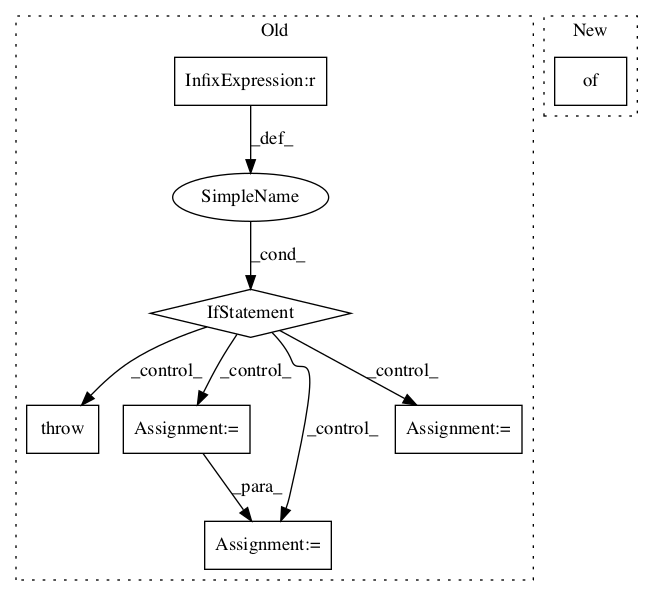 Old
New
InfixExpression:r
of
_def_
SimpleName
_cond_
IfStatement
_control_
_control_
_control_
_control_
throw
Assignment:=
Assignment:=
_para_
Assignment:=